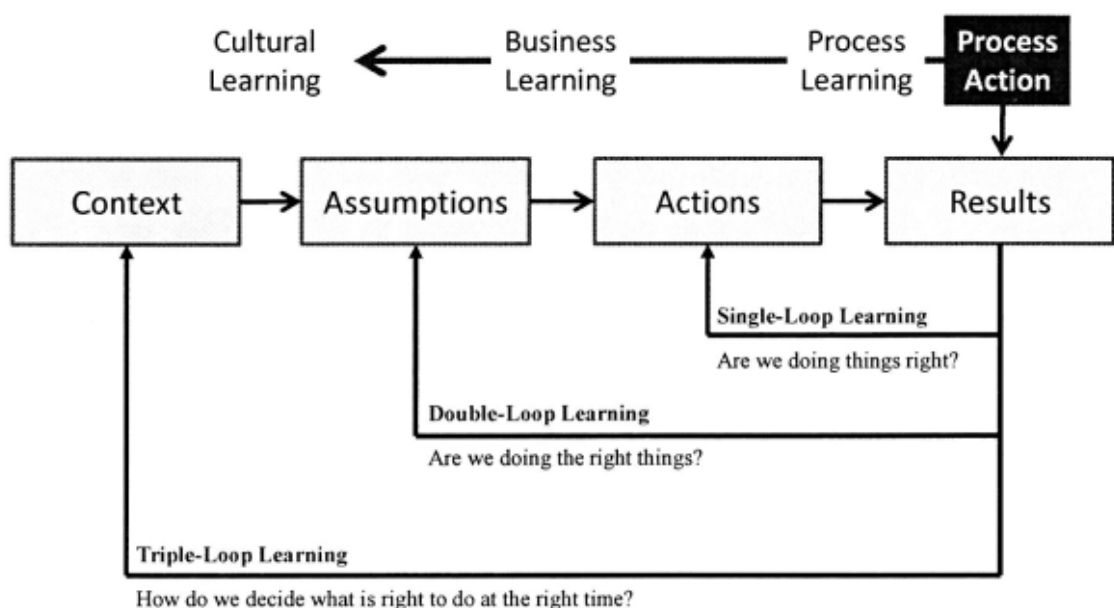 Cultural
Learning
Business
Learning
Process
Learning
Process
Action
Context
Assumptions
Actions
Results
Single-Loop Learning
Are we doing things right?
Double-Loop Learning
Are we doing the right things?
Triple-Loop Learning
How do we decide what is right to do at the right time?